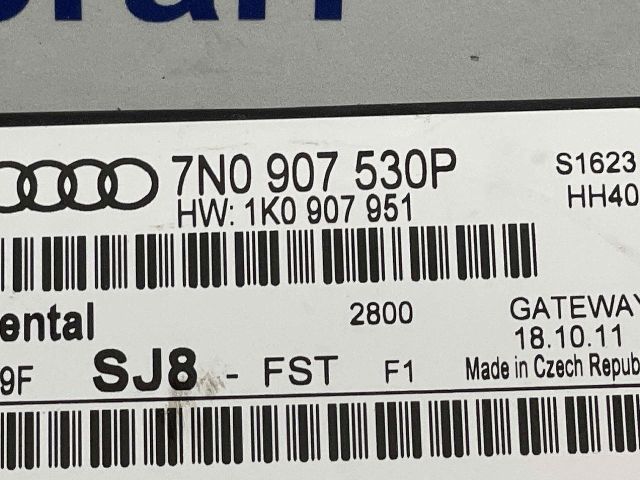 7N0 907 530P
S1623
HW: 1K0 907 951
HH40
ental
2800
GATEWAY
18.10.11
9F SJ8 - FST F1
Made in Czech Repub